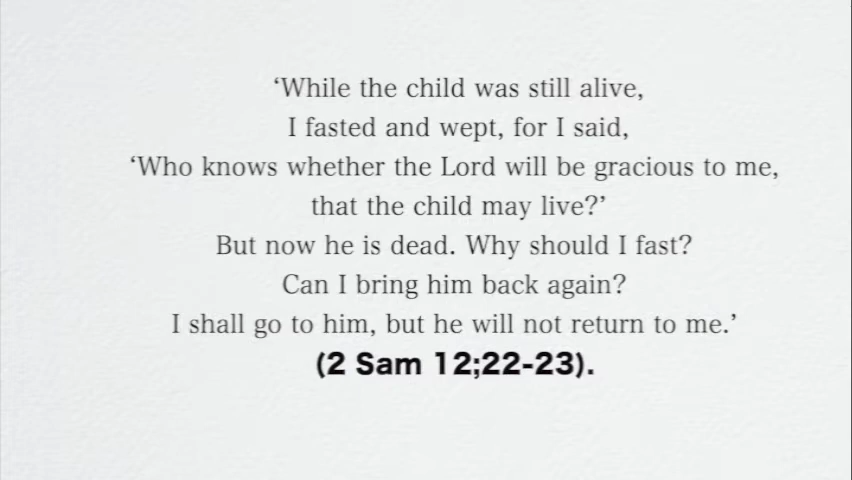 ‘While the child was still alive,
I fasted and wept, for I said,
‘Who knows whether the Lord will be gracious to me,
that the child may live?’
But now he is dead. Why should I fast?
Can I bring him back again?
I shall go to him, but he will not return to me.’
(2 Sam 12;22-23).